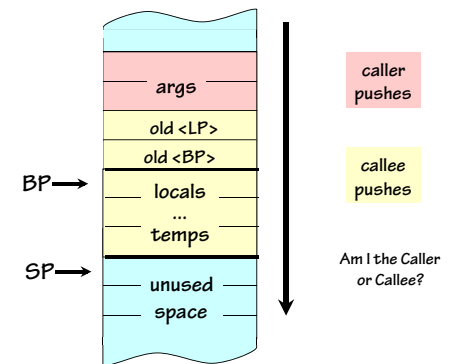 args
old <LP>
old <BP>
BP
locals
...
temps
SP
unused
space
caller
pushes
callee
pushes
Am I the Caller
or Callee?